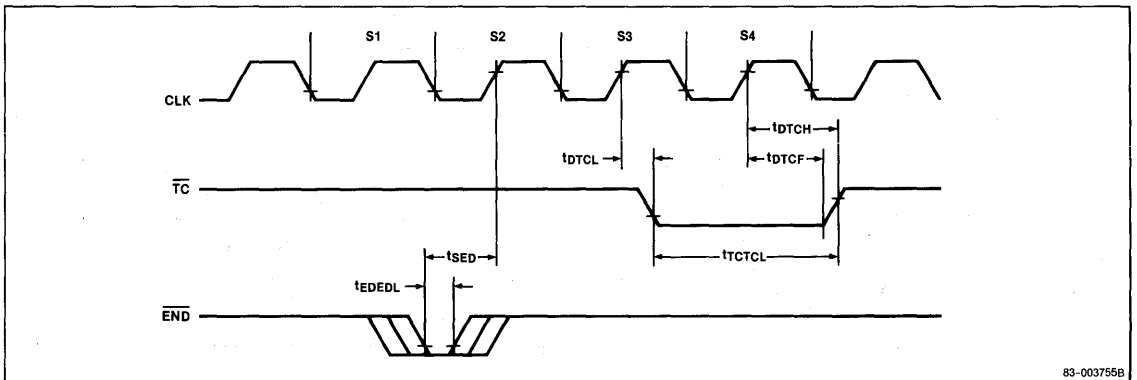 S1 S2 S3 S4
CLK
tDTCH
tDTCL tDTCF
TC
tTCTCL
tSED
tEDEDL
END
83-003755B